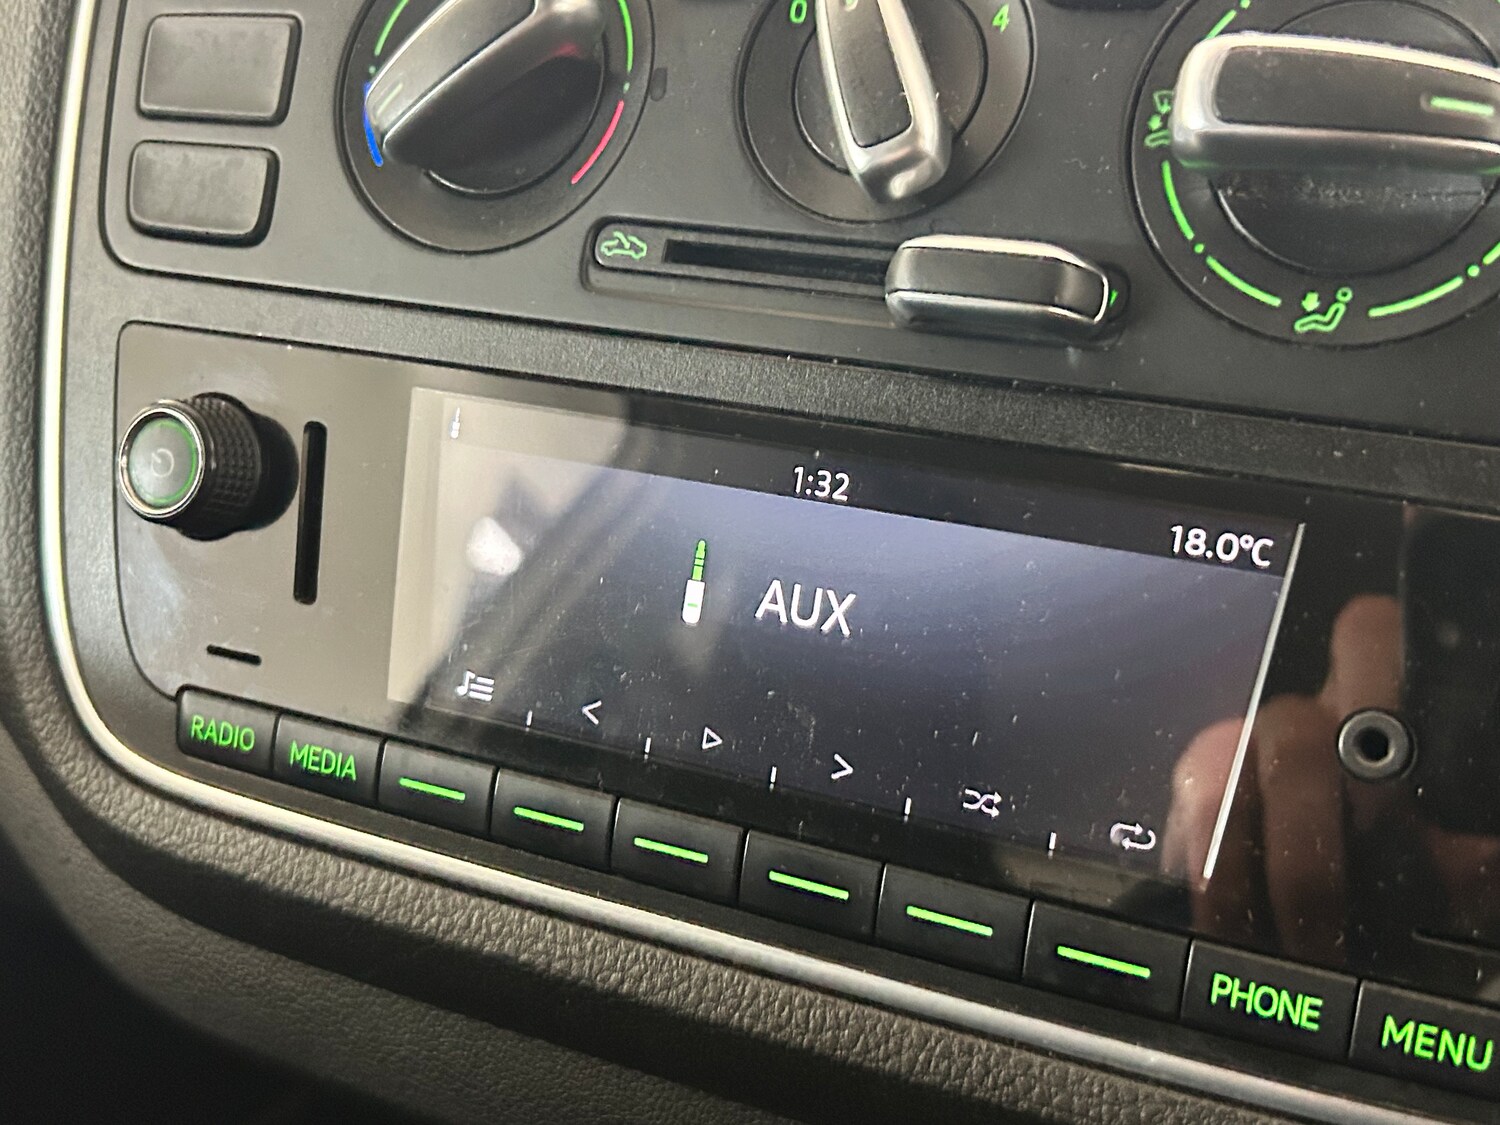 0 4
1:32
18.0°C
AUX
RADIO
MEDIA
PHONE
MENU